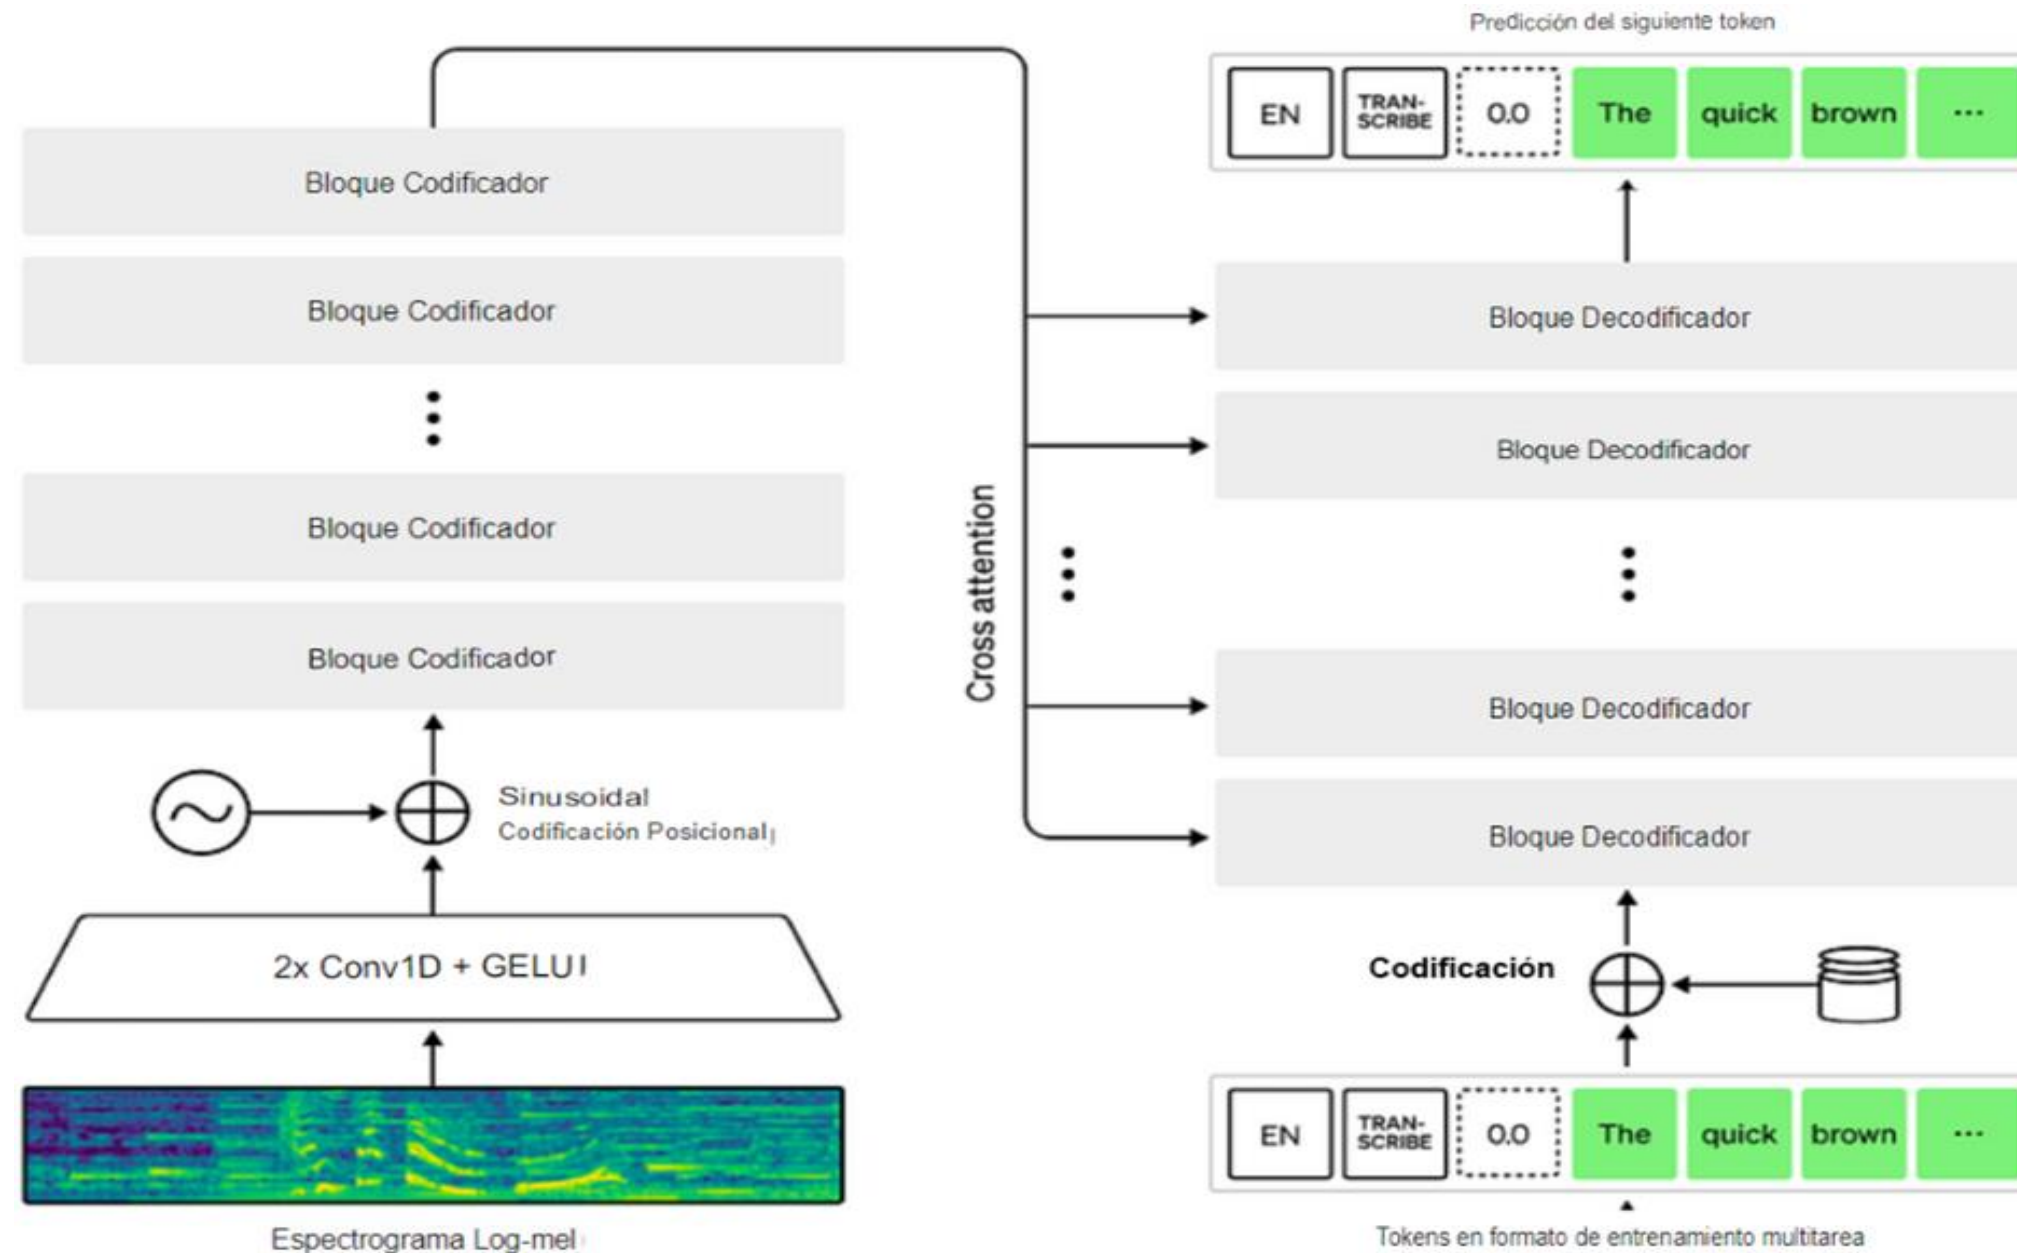 Predicción del siguiente token
EN TRAN-SCRIBE 0.0 The quick brown ...
Bloque Codificador
Bloque Codificador
Bloque Codificador
Bloque Codificador
Sinusoidal
Codificación Posicional
2x Conv1D + GELU
Espectrograma Log-mel
Cross attention
Bloque Decodificador
Bloque Decodificador
Bloque Decodificador
Bloque Decodificador
Codificación
EN TRAN-SCRIBE 0.0 The quick brown ...
Tokens en formato de entrenamiento multitarea